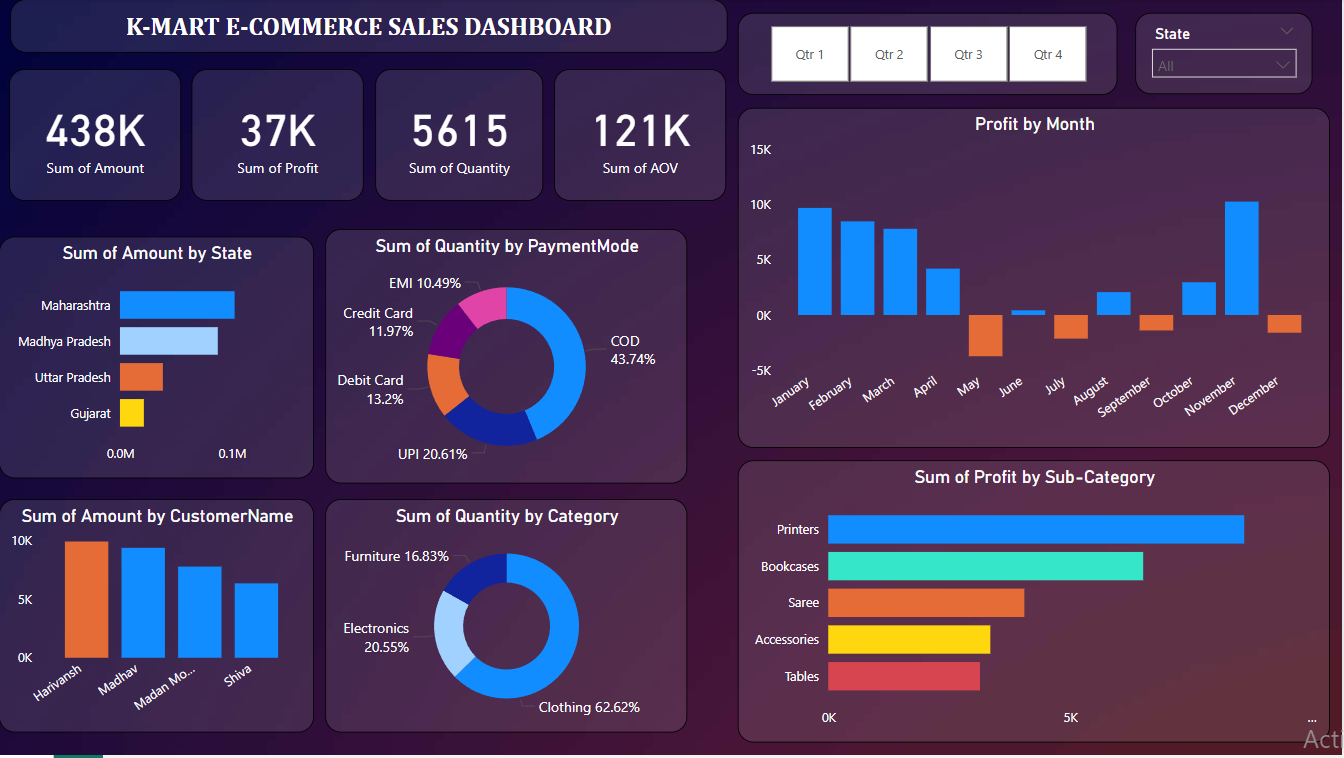 K-MART E-COMMERCE SALES DASHBOARD
Qtr 1
Qtr 2
Qtr 3
Qtr 4
State
All
438K
Sum of Amount
37K
Sum of Profit
5615
Sum of Quantity
121K
Sum of AOV
Profit by Month
15K
10K
5K
0K
-5K
January
February
March
April
May
June
July
August
September
October
November
December
Sum of Amount by State
Maharashtra
Madhya Pradesh
Uttar Pradesh
Gujarat
0.0M
0.1M
Sum of Quantity by PaymentMode
EMI 10.49%
Credit Card
11.97%
Debit Card
13.2%
UPI 20.61%
COD
43.74%
Sum of Profit by Sub-Category
Printers
Bookcases
Saree
Accessories
Tables
0K
5K
...
Sum of Amount by CustomerName
10K
5K
0K
Harivansh
Madhav
Madan Mo...
Shiva
Sum of Quantity by Category
Furniture 16.83%
Electronics
20.55%
Clothing 62.62%
Acti